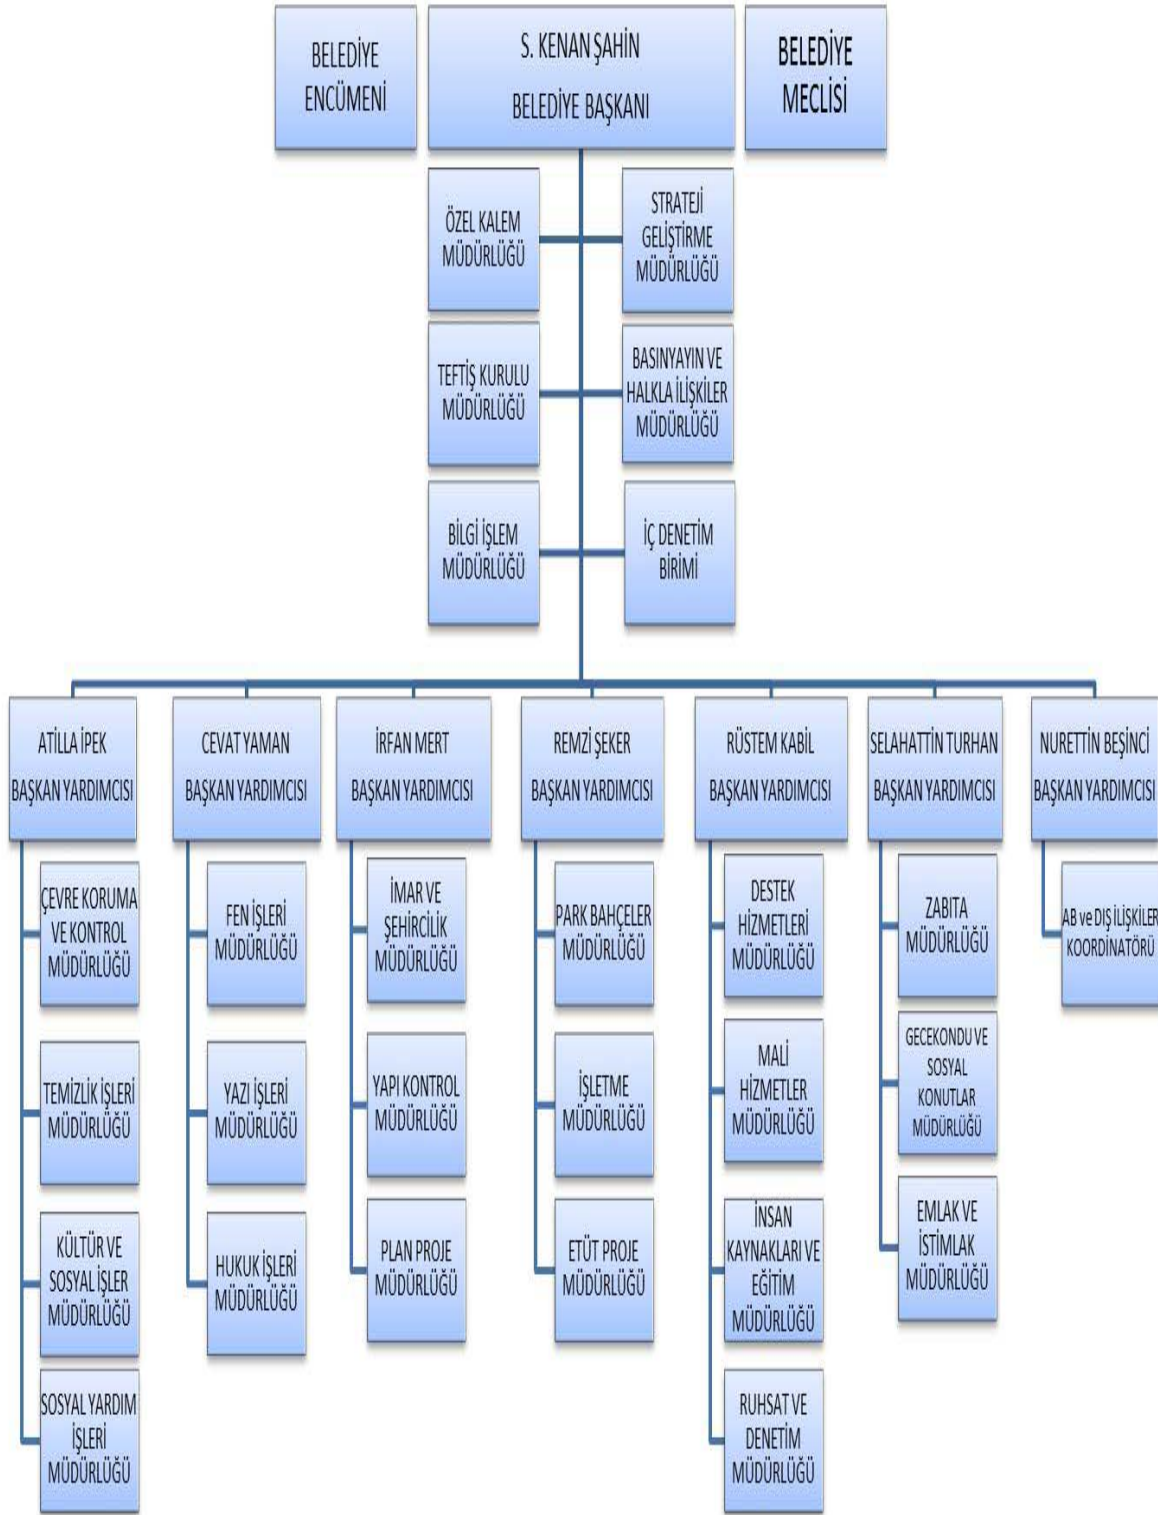 BELEDİYE
ENCÜMENİ
S. KENAN ŞAHİN
BELEDİYE BAŞKANI
BELEDİYE
MECLİSİ
ÖZEL KALEM
MÜDÜRLÜĞÜ
STRATEJİ
GELİŞTİRME
MÜDÜRLÜĞÜ
TEFTİŞ KURULU
MÜDÜRLÜĞÜ
BASINYAYIN VE
HALKLA İLİŞKİLER
MÜDÜRLÜĞÜ
BİLGİ İŞLEM
MÜDÜRLÜĞÜ
İÇ DENETİM
BİRİMİ
ATİLLA İPEK
BAŞKAN YARDIMCISI
ÇEVRE KORUMA
VE KONTROL
MÜDÜRLÜĞÜ
TEMİZLİK İŞLERİ
MÜDÜRLÜĞÜ
KÜLTÜR VE
SOSYAL İŞLER
MÜDÜRLÜĞÜ
SOSYAL YARDIM
İŞLERİ
MÜDÜRLÜĞÜ
CEVAT YAMAN
BAŞKAN YARDIMCISI
FEN İŞLERİ
MÜDÜRLÜĞÜ
YAZI İŞLERİ
MÜDÜRLÜĞÜ
HUKUK İŞLERİ
MÜDÜRLÜĞÜ
İRFAN MERT
BAŞKAN YARDIMCISI
İMAR VE
ŞEHİRCİLİK
MÜDÜRLÜĞÜ
YAPI KONTROL
MÜDÜRLÜĞÜ
PLAN PROJE
MÜDÜRLÜĞÜ
REMZİ ŞEKER
BAŞKAN YARDIMCISI
PARK BAHÇELER
MÜDÜRLÜĞÜ
İŞLETME
MÜDÜRLÜĞÜ
ETÜT PROJE
MÜDÜRLÜĞÜ
RÜSTEM KABİL
BAŞKAN YARDIMCISI
DESTEK
HİZMETLERİ
MÜDÜRLÜĞÜ
MALİ
HİZMETLER
MÜDÜRLÜĞÜ
İNSAN
KAYNAKLARI VE
EĞİTİM
MÜDÜRLÜĞÜ
RUHSAT VE
DENETİM
MÜDÜRLÜĞÜ
SELAHATTİN TURHAN
BAŞKAN YARDIMCISI
ZABITA
MÜDÜRLÜĞÜ
GECEKONDU VE
SOSYAL
KONUTLAR
MÜDÜRLÜĞÜ
EMLAK VE
İSTİMLAK
MÜDÜRLÜĞÜ
NURETTİN BEŞİNCİ
BAŞKAN YARDIMCISI
AB ve DIŞ İLİŞKİLER
KOORDİNATÖRÜ